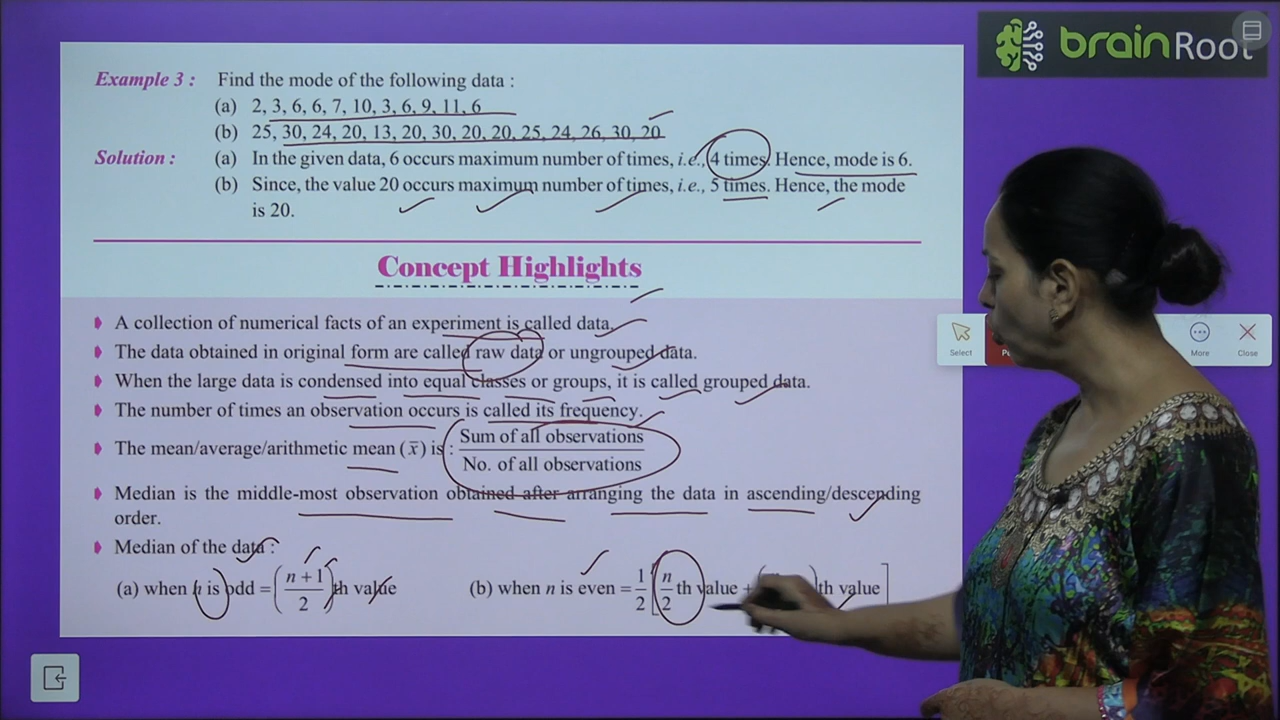 brainRoot
Example 3 : Find the mode of the following data :
(a) 2, 3, 6, 6, 7, 10, 3, 6, 9, 11, 6
(b) 25, 30, 24, 20, 13, 20, 30, 20, 20, 25, 24, 26, 30, 20
Solution : (a) In the given data, 6 occurs maximum number of times, i.e., 4 times. Hence, mode is 6.
(b) Since, the value 20 occurs maximum number of times, i.e., 5 times. Hence, the mode
is 20.
Concept Highlights
A collection of numerical facts of an experiment is called data.
The data obtained in original form are called raw data or ungrouped data.
When the large data is condensed into equal classes or groups, it is called grouped data.
The number of times an observation occurs is called its frequency.
The mean/average/arithmetic mean (x̄) is : Sum of all observations / No. of all observations
Median is the middle-most observation obtained after arranging the data in ascending/descending
order.
Median of the data :
(a) when n is odd = ((n + 1)/2)th value (b) when n is even = 1/2 [n/2 th value + th value]
Select
More
Close